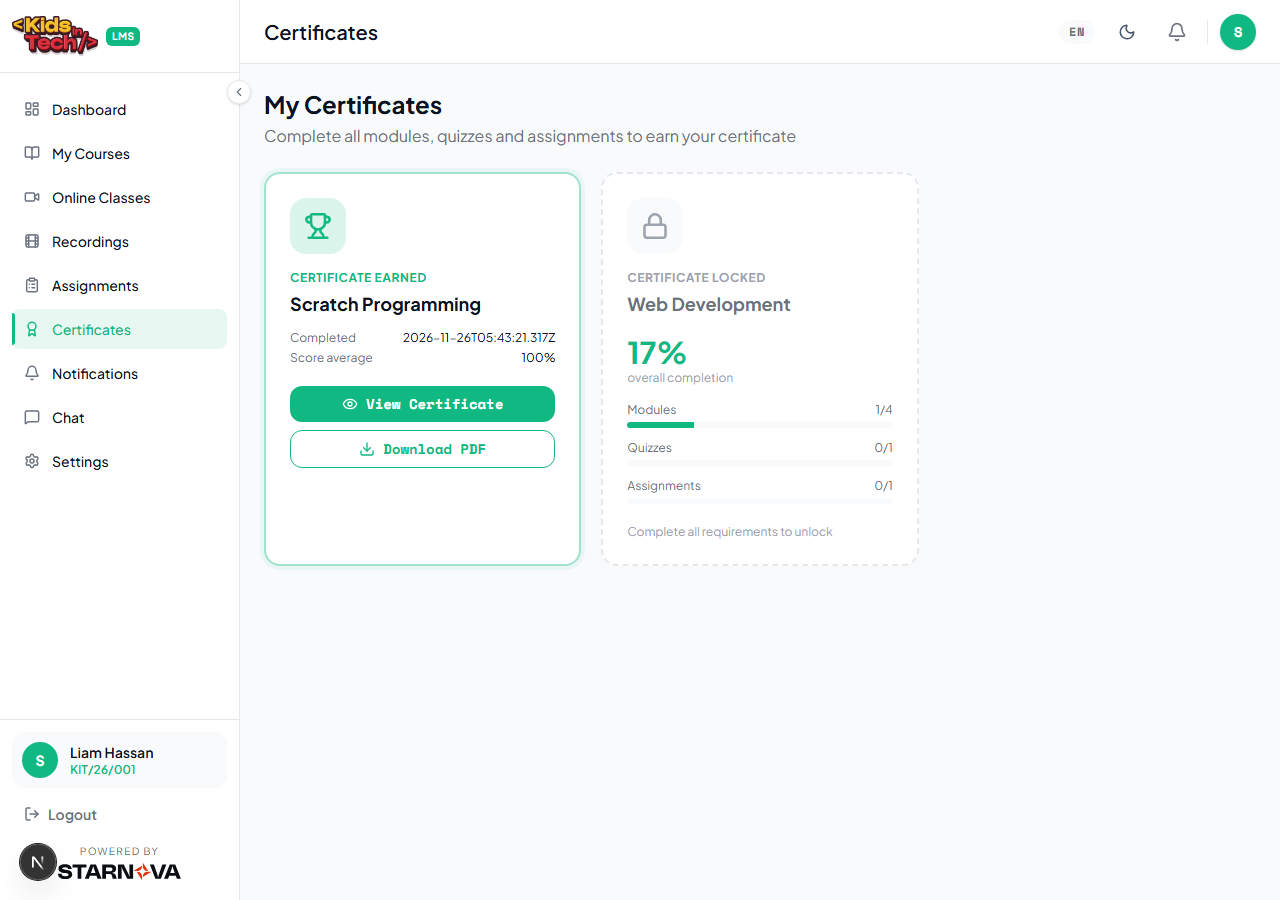 <Kids in
Tech/>
LMS
Certificates
EN
S
Dashboard
My Courses
Online Classes
Recordings
Assignments
Certificates
Notifications
Chat
Settings
My Certificates
Complete all modules, quizzes and assignments to earn your certificate
CERTIFICATE EARNED
Scratch Programming
Completed 2026-11-26T05:43:21.317Z
Score average 100%
View Certificate
Download PDF
CERTIFICATE LOCKED
Web Development
17%
overall completion
Modules 1/4
Quizzes 0/1
Assignments 0/1
Complete all requirements to unlock
S
Liam Hassan
KIT/26/001
Logout
POWERED BY
N
STARNOVA